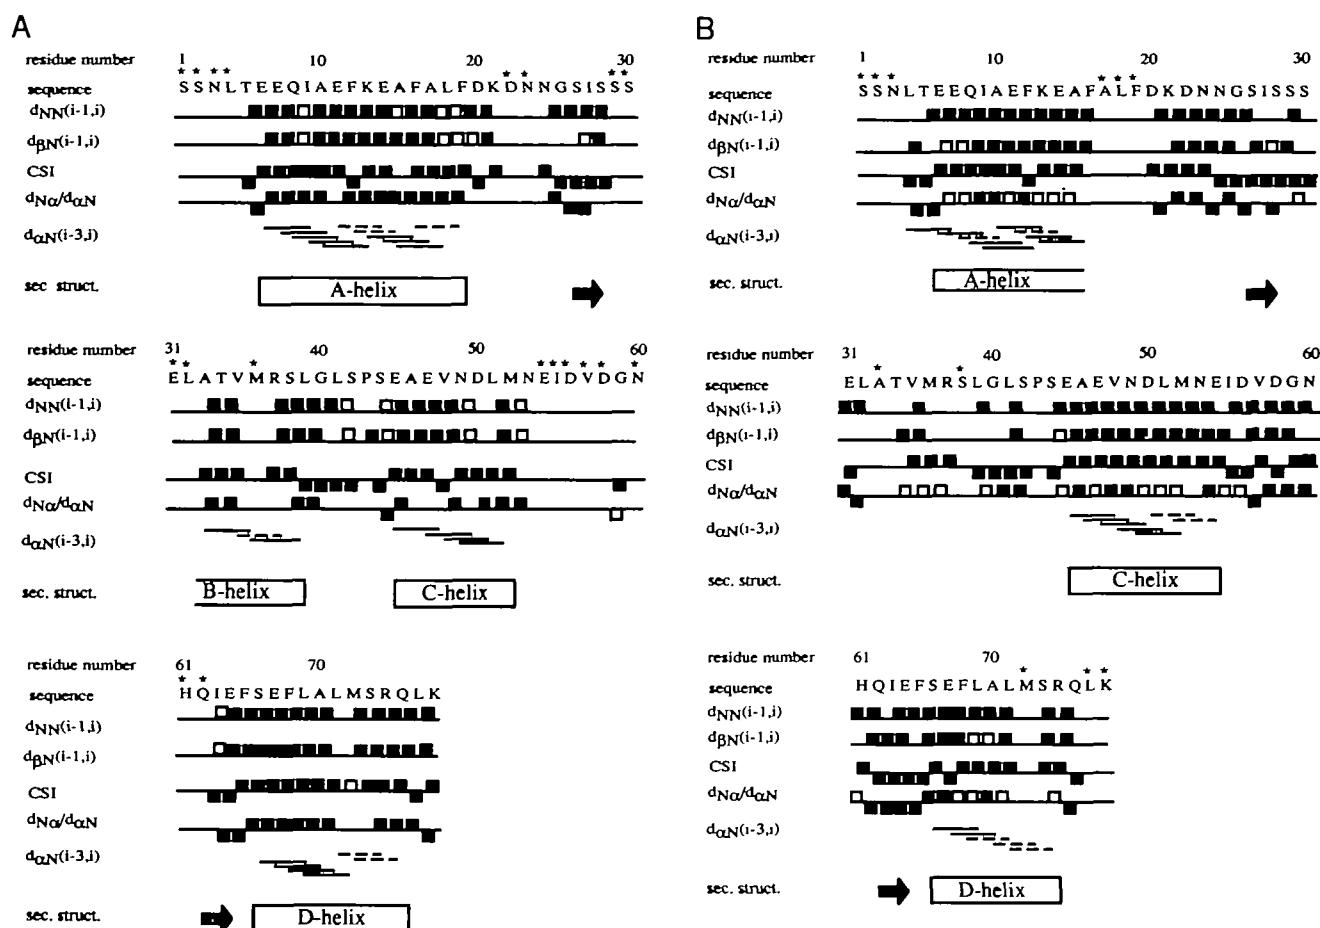 A
residue number 1 10 20 30
* * * * * * * *
sequence S S N L T E E Q I A E F K E A F A L F D K D N N G S I S S S
dNN(i-1,i)
dβN(i-1,i)
CSI
dNα/dαN
dαN(i-3,i)
sec struct. A-helix
residue number 31 40 50 60
* * * * * * * * *
sequence E L A T V M R S L G L S P S E A E V N D L M N E I D V D G N
dNN(i-1,i)
dβN(i-1,i)
CSI
dNα/dαN
dαN(i-3,i)
sec. struct. B-helix C-helix
residue number 61 70
* *
sequence H Q I E F S E F L A L M S R Q L K
dNN(i-1,i)
dβN(i-1,i)
CSI
dNα/dαN
dαN(i-3,i)
sec. struct. D-helix
B
residue number 1 10 20 30
* * * * * *
sequence S S N L T E E Q I A E F K E A F A L F D K D N N G S I S S S
dNN(i-1,i)
dβN(i-1,i)
CSI
dNα/dαN
dαN(i-3,i)
sec. struct. A-helix
residue number 31 40 50 60
* *
sequence E L A T V M R S L G L S P S E A E V N D L M N E I D V D G N
dNN(i-1,i)
dβN(i-1,i)
CSI
dNα/dαN
dαN(i-3,i)
sec. struct. C-helix
residue number 61 70
* * *
sequence H Q I E F S E F L A L M S R Q L K
dNN(i-1,i)
dβN(i-1,i)
CSI
dNα/dαN
dαN(i-3,i)
sec. struct. D-helix